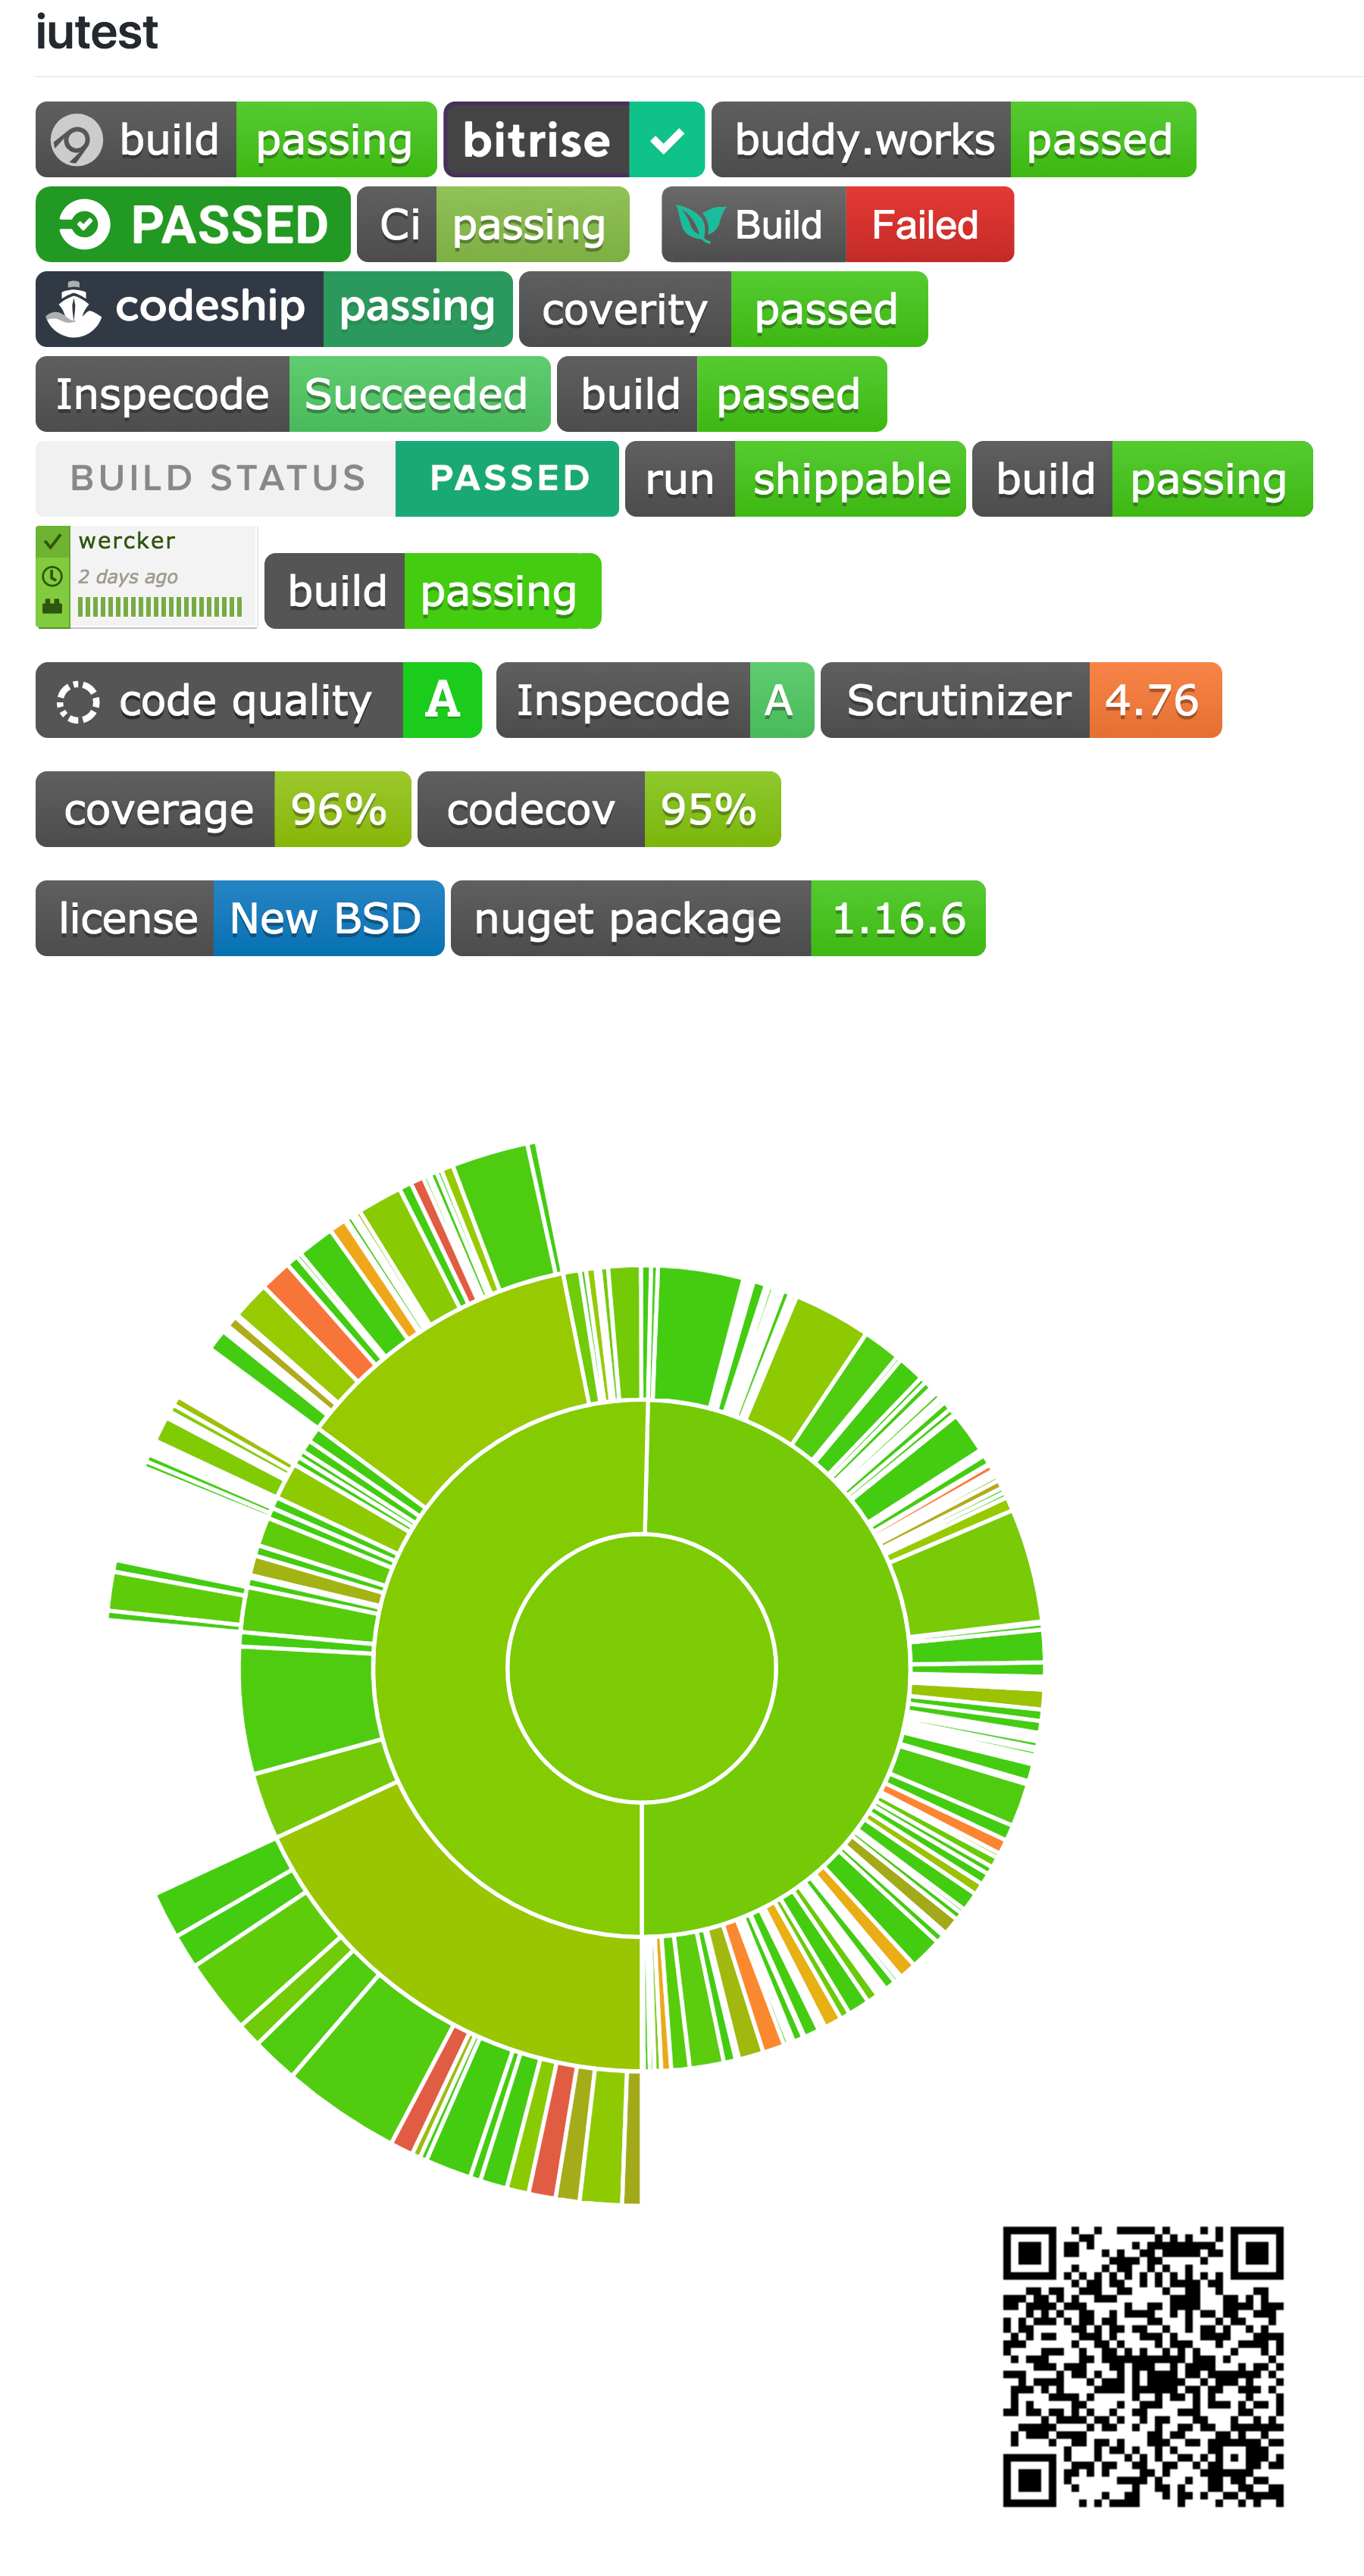 iutest
build passing bitrise buddy.works passed
PASSED Ci passing Build Failed
codeship passing coverity passed
Inspecode Succeeded build passed
BUILD STATUS PASSED run shippable build passing
wercker
2 days ago
build passing
code quality A Inspecode A Scrutinizer 4.76
coverage 96% codecov 95%
license New BSD nuget package 1.16.6